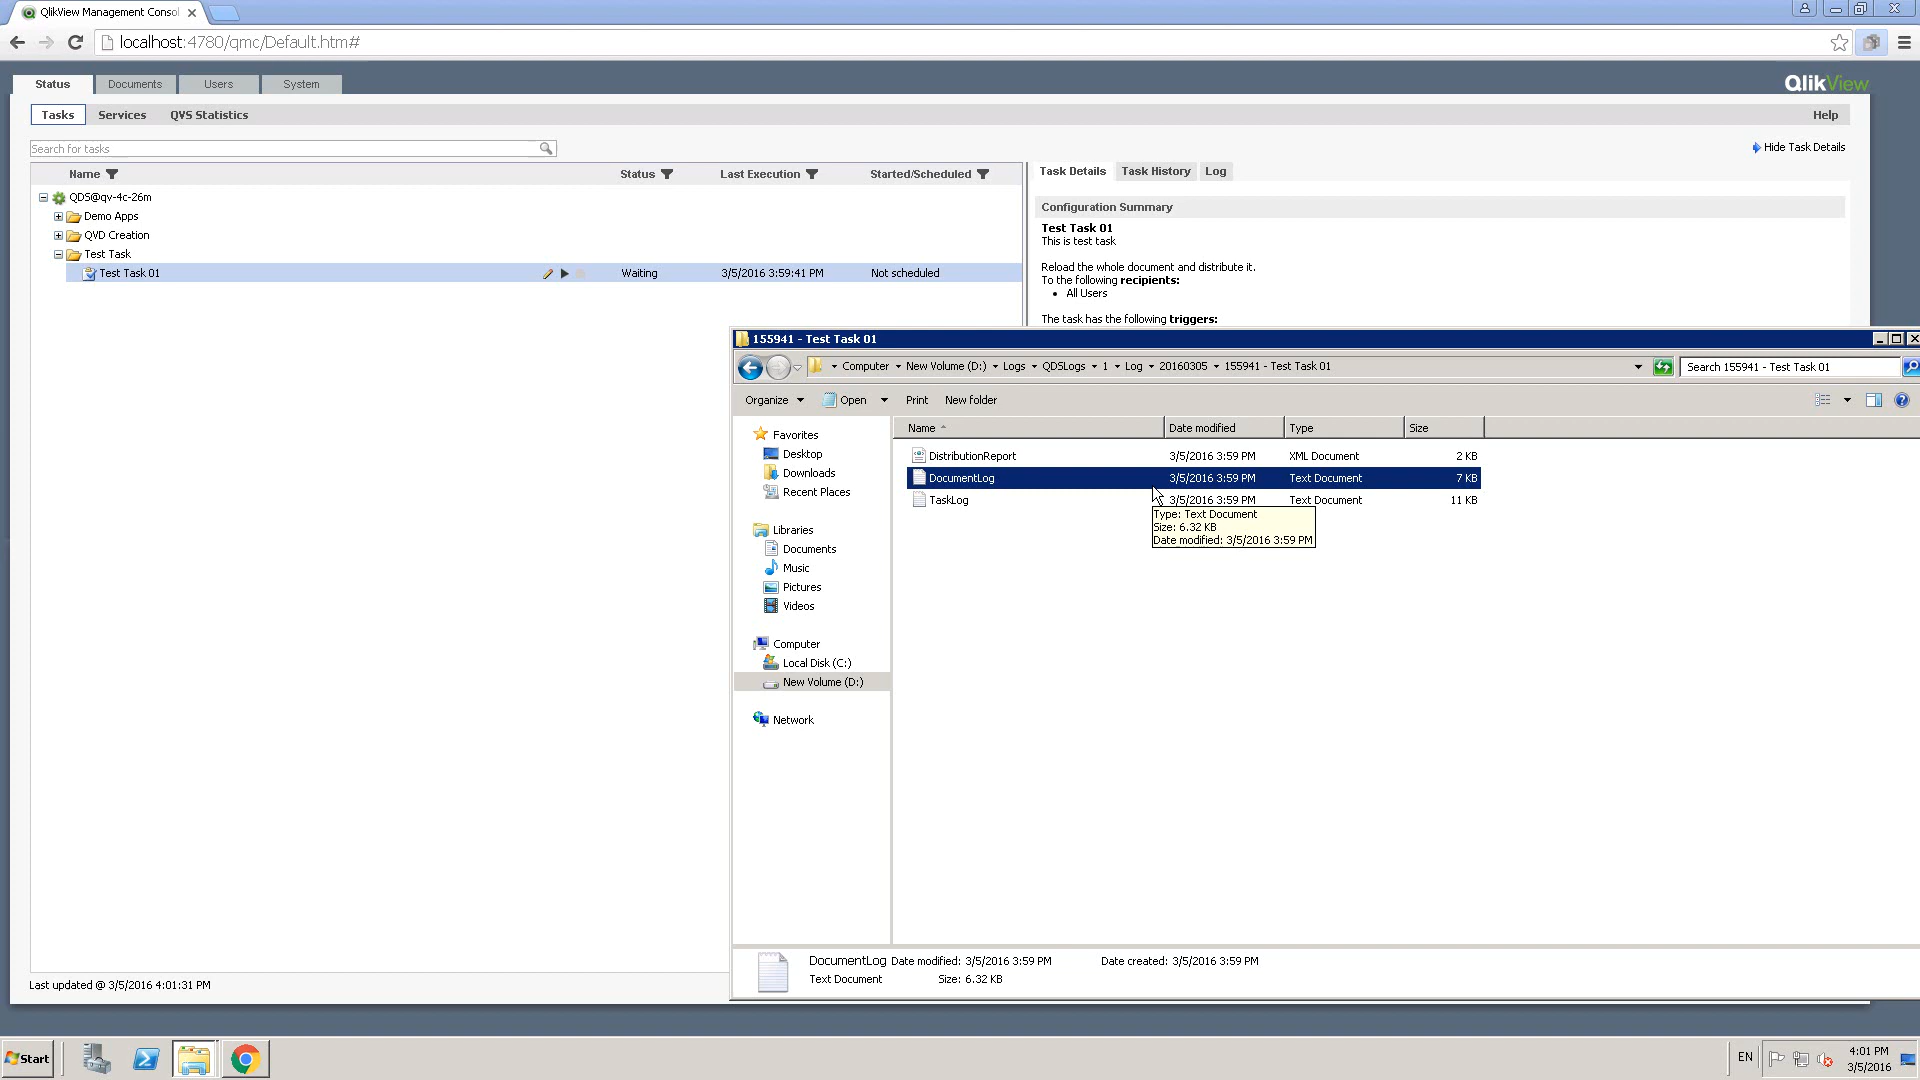 QlikView Management Consol
localhost:4780/qmc/Default.htm#
Status Documents Users System
QlikView
Tasks Services QVS Statistics Help
Search for tasks
Hide Task Details
Name Status Last Execution Started/Scheduled
Task Details Task History Log
QDS@qv-4c-26m
Demo Apps
QVD Creation
Test Task
Test Task 01 Waiting 3/5/2016 3:59:41 PM Not scheduled
Configuration Summary
Test Task 01
This is test task
Reload the whole document and distribute it.
To the following recipients:
• All Users
The task has the following triggers:
155941 - Test Task 01
Computer New Volume (D:) Logs QDSLogs 1 Log 20160305 155941 - Test Task 01
Search 155941 - Test Task 01
Organize Open Print New folder
Name Date modified Type Size
Favorites
Desktop
Downloads
Recent Places
Libraries
Documents
Music
Pictures
Videos
Computer
Local Disk (C:)
New Volume (D:)
Network
DistributionReport 3/5/2016 3:59 PM XML Document 2 KB
DocumentLog 3/5/2016 3:59 PM Text Document 7 KB
TaskLog 3/5/2016 3:59 PM Text Document 11 KB
Type: Text Document
Size: 6.32 KB
Date modified: 3/5/2016 3:59 PM
DocumentLog Date modified: 3/5/2016 3:59 PM Date created: 3/5/2016 3:59 PM
Text Document Size: 6.32 KB
Last updated @ 3/5/2016 4:01:31 PM
Start
EN
4:01 PM
3/5/2016